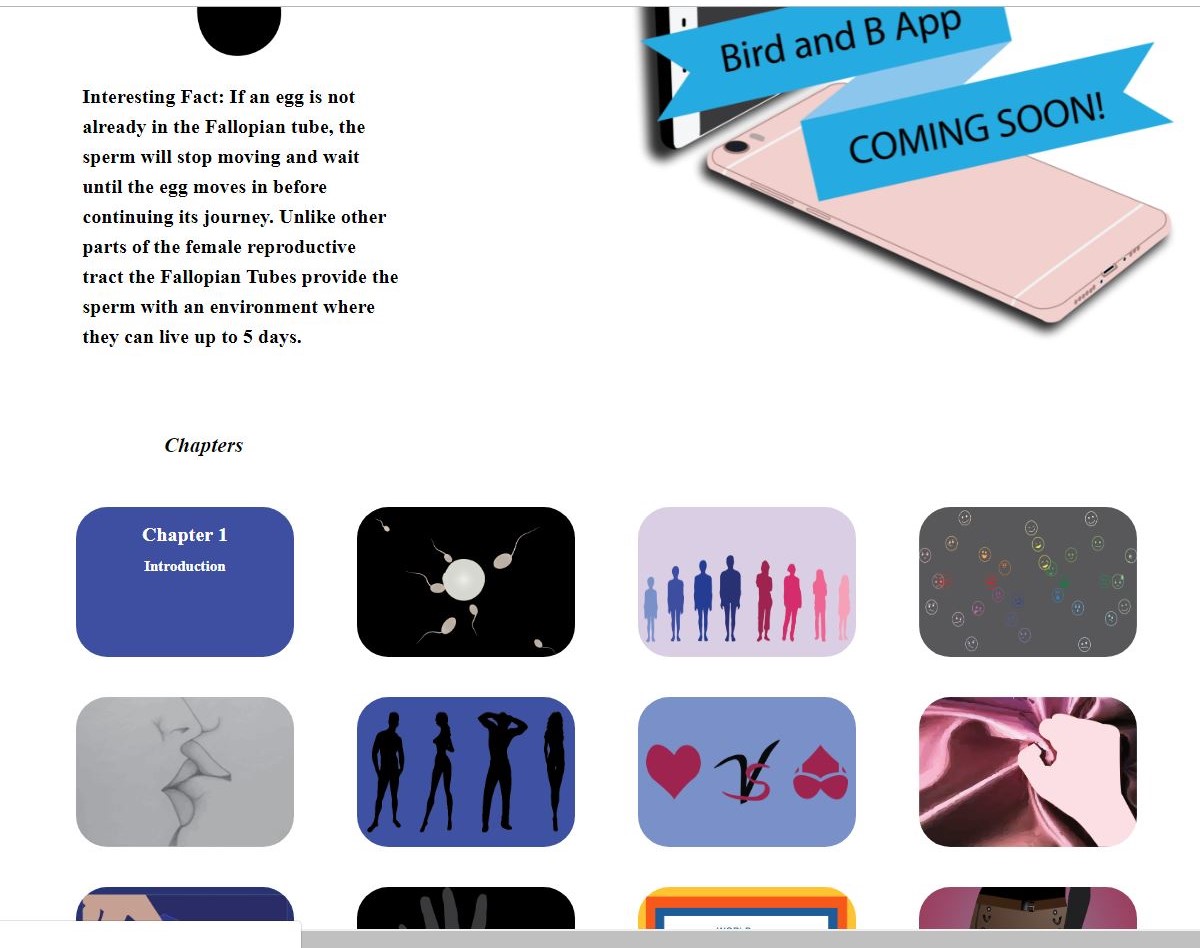 Bird and B App
COMING SOON!
Interesting Fact: If an egg is not
already in the Fallopian tube, the
sperm will stop moving and wait
until the egg moves in before
continuing its journey. Unlike other
parts of the female reproductive
tract the Fallopian Tubes provide the
sperm with an environment where
they can live up to 5 days.
Chapters
Chapter 1
Introduction
VS